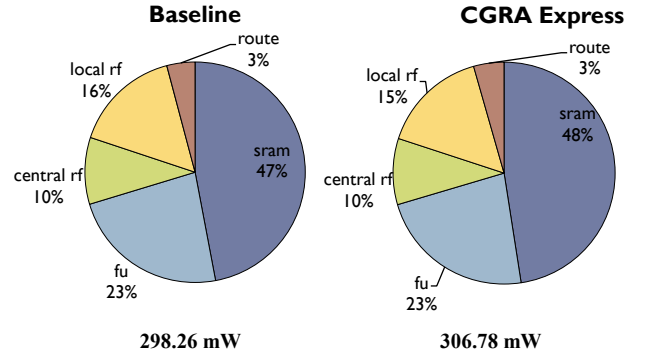 Baseline
CGRA Express
route
3%
local rf
16%
sram
47%
central rf
10%
fu
23%
route
3%
local rf
15%
sram
48%
central rf
10%
fu
23%
298.26 mW
306.78 mW